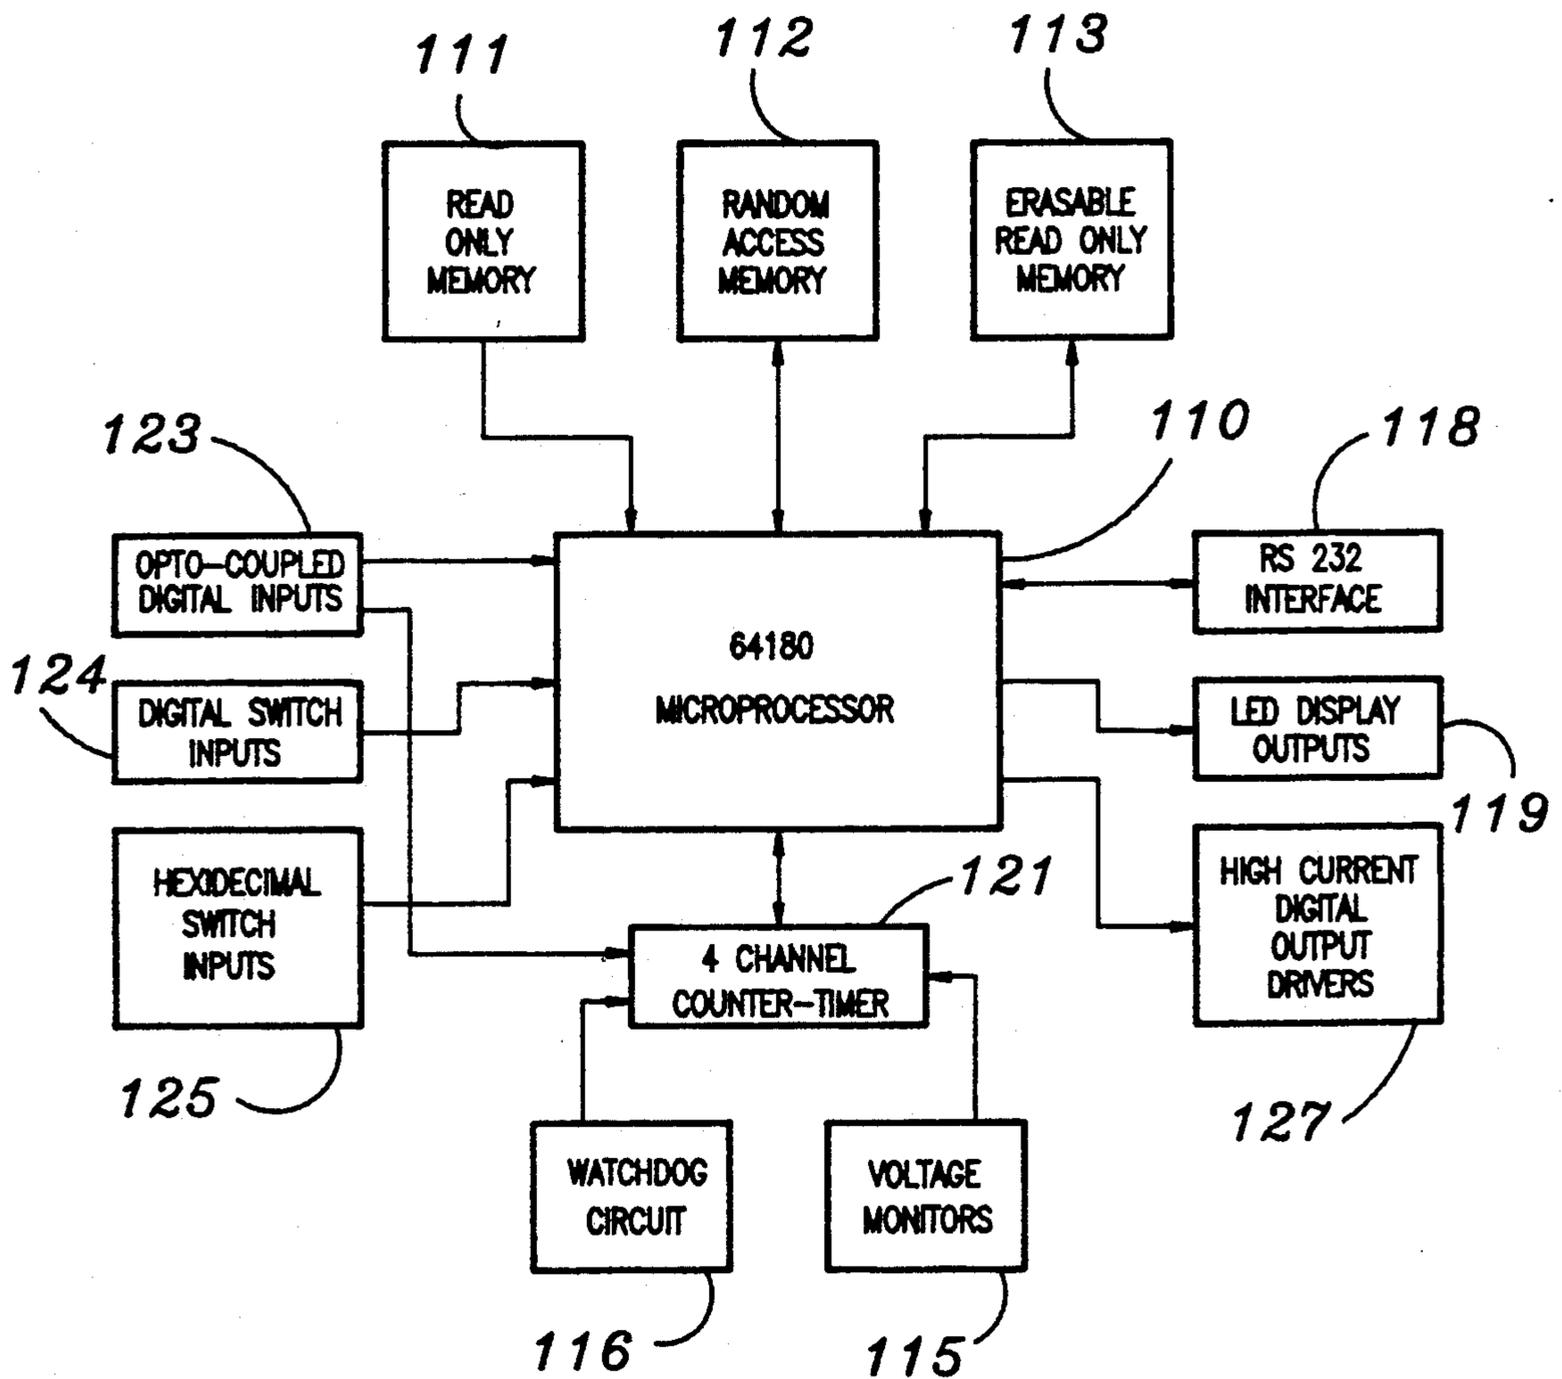 111
112
113
READ
ONLY
MEMORY
RANDOM
ACCESS
MEMORY
ERASABLE
READ ONLY
MEMORY
123
110
118
OPTO-COUPLED
DIGITAL INPUTS
RS 232
INTERFACE
64180
MICROPROCESSOR
124
DIGITAL SWITCH
INPUTS
LED DISPLAY
OUTPUTS
119
HEXIDECIMAL
SWITCH
INPUTS
121
HIGH CURRENT
DIGITAL
OUTPUT
DRIVERS
4 CHANNEL
COUNTER-TIMER
125
127
WATCHDOG
CIRCUIT
VOLTAGE
MONITORS
116
115